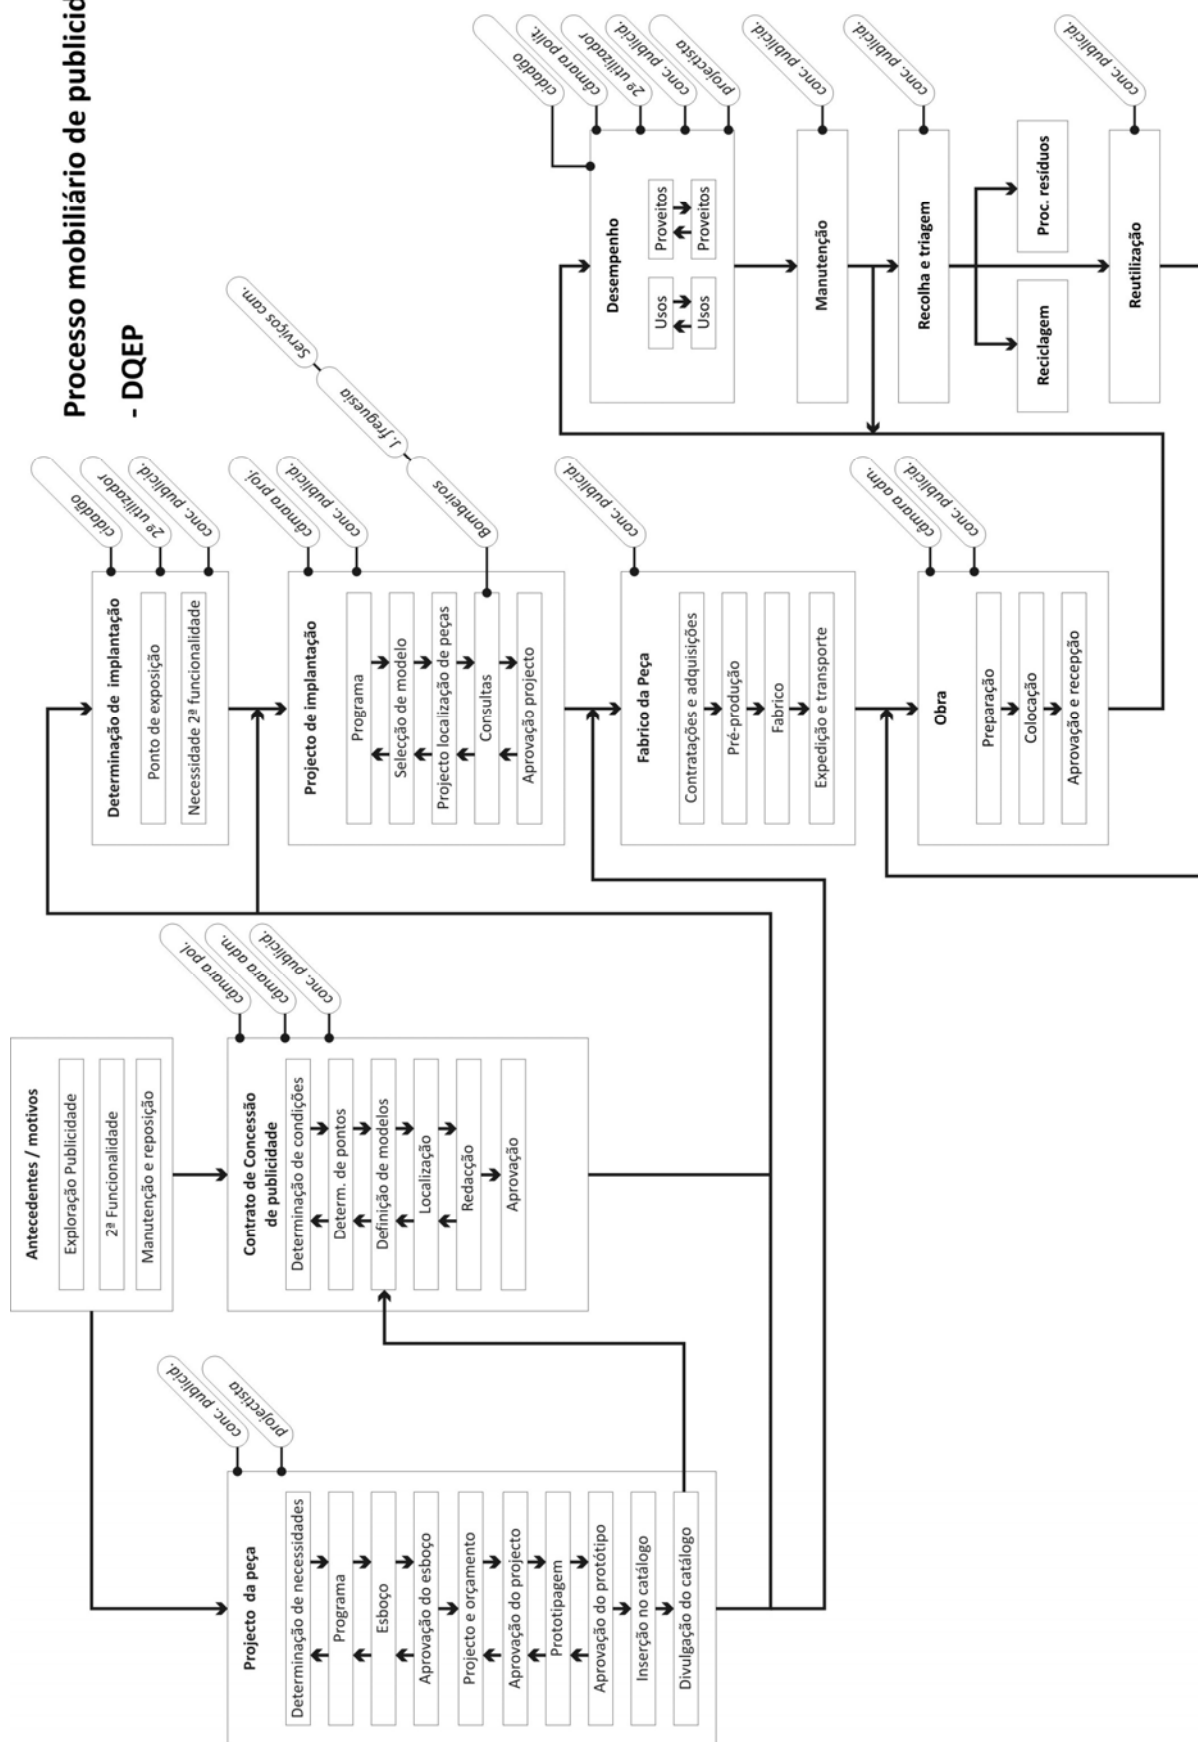 Processo mobiliário de publicid
- DQEP
Antecedentes / motivos
Exploração Publicidade
2ª Funcionalidade
Manutenção e reposição
conc. publicid.
projectista
Projecto da peça
Determinação de necessidades
Programa
Esboço
Aprovação do esboço
Projecto e orçamento
Aprovação do projecto
Prototipagem
Aprovação do protótipo
Inserção no catálogo
Divulgação do catálogo
câmara pol.
câmara adm.
conc. publicid.
Contrato de Concessão
de publicidade
Determinação de condições
Determ. de pontos
Definição de modelos
Localização
Redacção
Aprovação
cidadão
2º utilizador
conc. publicid.
Determinação de implantação
Ponto de exposição
Necessidade 2ª funcionalidade
câmara proj.
conc. publicid.
Serviços cam.
J. freguesia
Bombeiros
Projecto de implantação
Programa
Selecção de modelo
Projecto localização de peças
Consultas
Aprovação projecto
conc. publicid.
Fabrico da Peça
Contratações e adquisições
Pré-produção
Fabrico
Expedição e transporte
câmara adm.
conc. publicid.
Obra
Preparação
Colocação
Aprovação e recepção
cidadão
câmara polit.
2º utilizador
conc. publicid.
projectista
Desempenho
Usos
Proveitos
Usos
Proveitos
conc. publicid.
Manutenção
conc. publicid.
Recolha e triagem
Reciclagem
Proc. resíduos
conc. publicid.
Reutilização